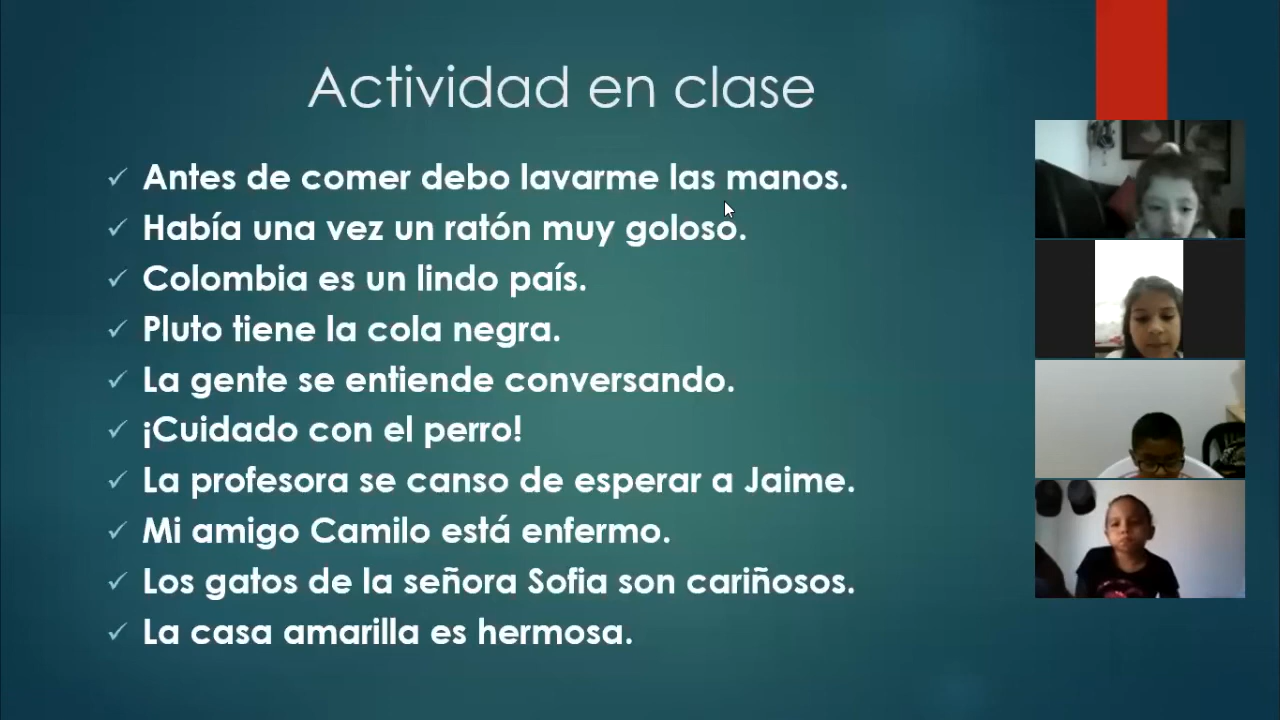 Actividad en clase
Antes de comer debo lavarme las manos.
Había una vez un ratón muy goloso.
Colombia es un lindo país.
Pluto tiene la cola negra.
La gente se entiende conversando.
¡Cuidado con el perro!
La profesora se canso de esperar a Jaime.
Mi amigo Camilo está enfermo.
Los gatos de la señora Sofia son cariñosos.
La casa amarilla es hermosa.